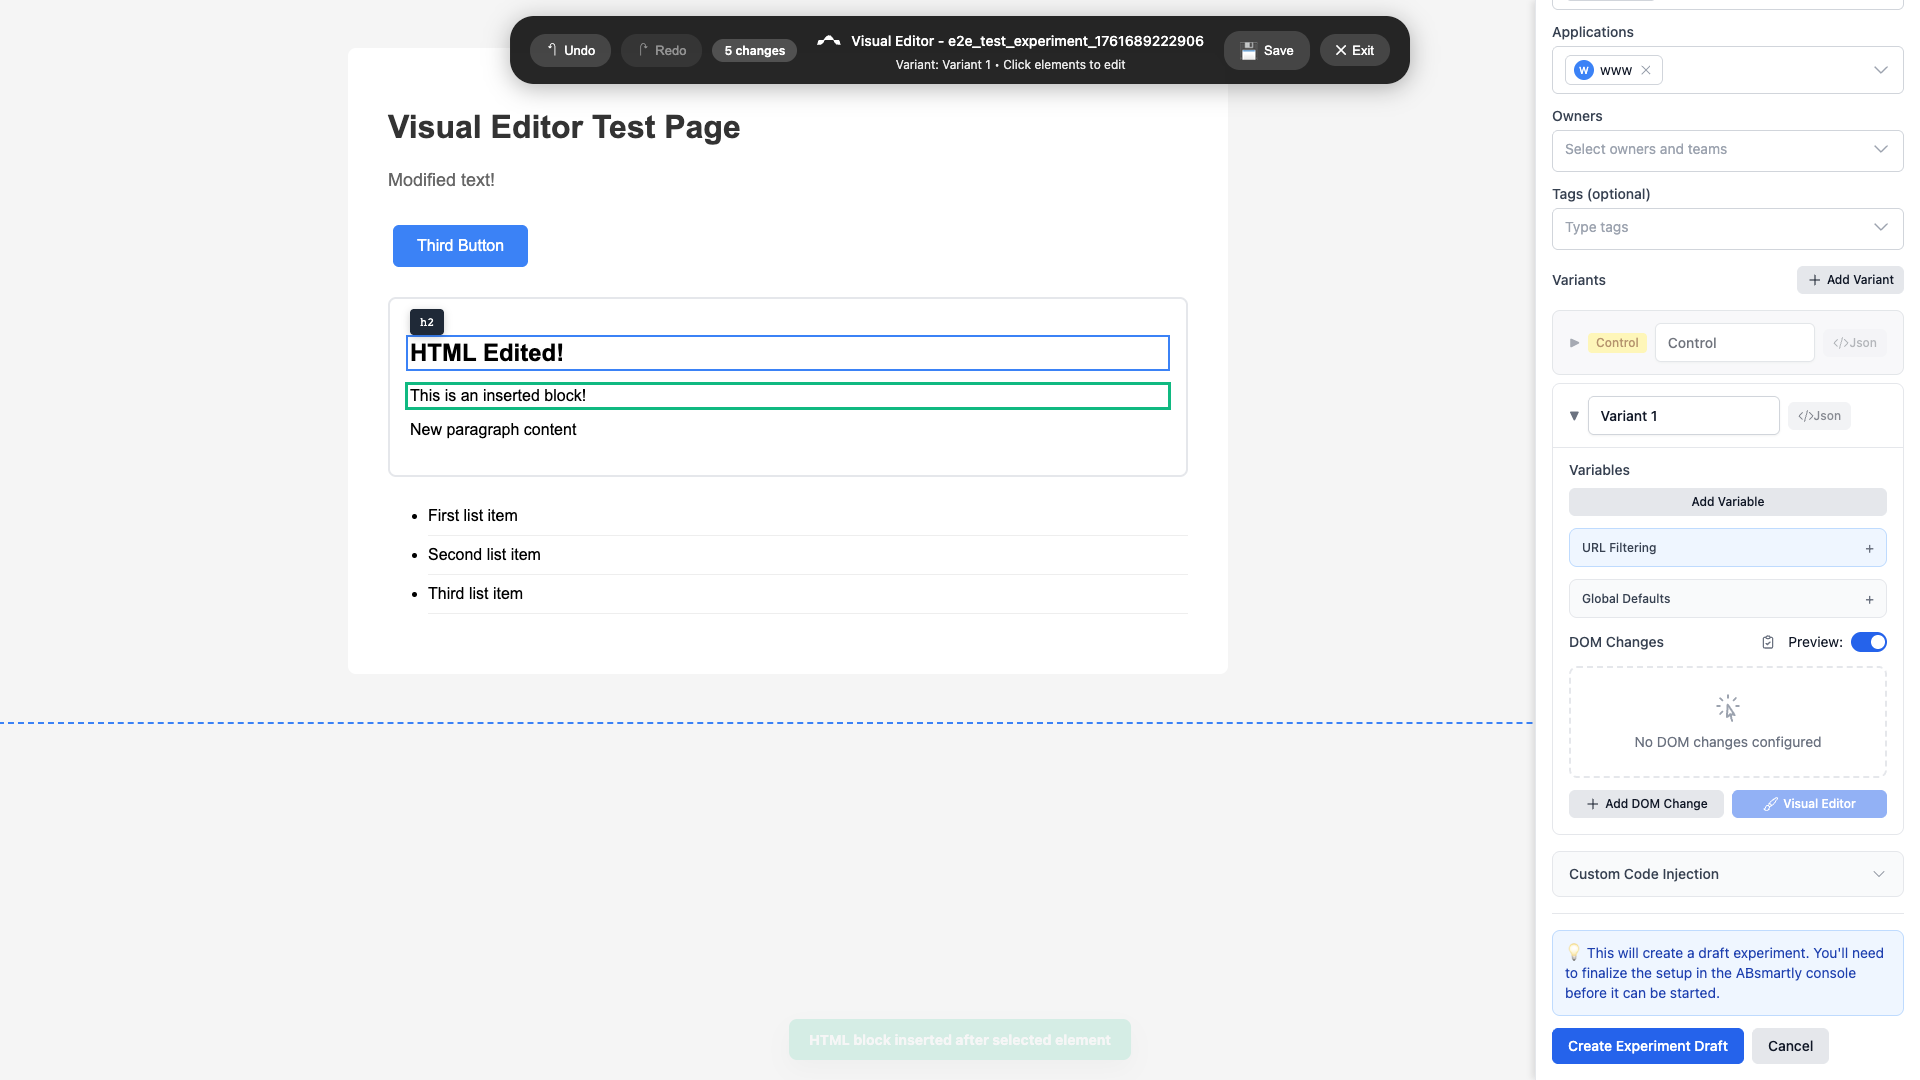 Undo
Redo
5 changes
Visual Editor - e2e_test_experiment_1761689222906
Variant: Variant 1 • Click elements to edit
Save
Exit
Visual Editor Test Page
Modified text!
Third Button
h2
HTML Edited!
This is an inserted block!
New paragraph content
First list item
Second list item
Third list item
HTML block inserted after selected element
Applications
W www
Owners
Select owners and teams
Tags (optional)
Type tags
Variants
Add Variant
Control
Control
</>Json
Variant 1
</>Json
Variables
Add Variable
URL Filtering +
Global Defaults +
DOM Changes
Preview:
No DOM changes configured
Add DOM Change
Visual Editor
Custom Code Injection
💡 This will create a draft experiment. You'll need
to finalize the setup in the ABsmartly console
before it can be started.
Create Experiment Draft
Cancel